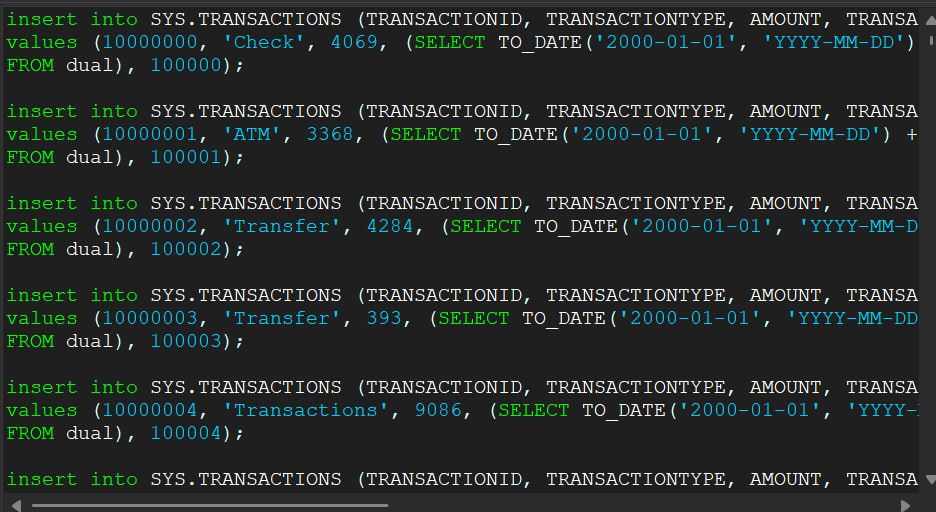 insert into SYS.TRANSACTIONS (TRANSACTIONID, TRANSACTIONTYPE, AMOUNT, TRANSA
values (10000000, 'Check', 4069, (SELECT TO_DATE('2000-01-01', 'YYYY-MM-DD')
FROM dual), 100000);
insert into SYS.TRANSACTIONS (TRANSACTIONID, TRANSACTIONTYPE, AMOUNT, TRANSA
values (10000001, 'ATM', 3368, (SELECT TO_DATE('2000-01-01', 'YYYY-MM-DD') +
FROM dual), 100001);
insert into SYS.TRANSACTIONS (TRANSACTIONID, TRANSACTIONTYPE, AMOUNT, TRANSA
values (10000002, 'Transfer', 4284, (SELECT TO_DATE('2000-01-01', 'YYYY-MM-D
FROM dual), 100002);
insert into SYS.TRANSACTIONS (TRANSACTIONID, TRANSACTIONTYPE, AMOUNT, TRANSA
values (10000003, 'Transfer', 393, (SELECT TO_DATE('2000-01-01', 'YYYY-MM-DD
FROM dual), 100003);
insert into SYS.TRANSACTIONS (TRANSACTIONID, TRANSACTIONTYPE, AMOUNT, TRANSA
values (10000004, 'Transactions', 9086, (SELECT TO_DATE('2000-01-01', 'YYYY-
FROM dual), 100004);
insert into SYS.TRANSACTIONS (TRANSACTIONID, TRANSACTIONTYPE, AMOUNT, TRANSA